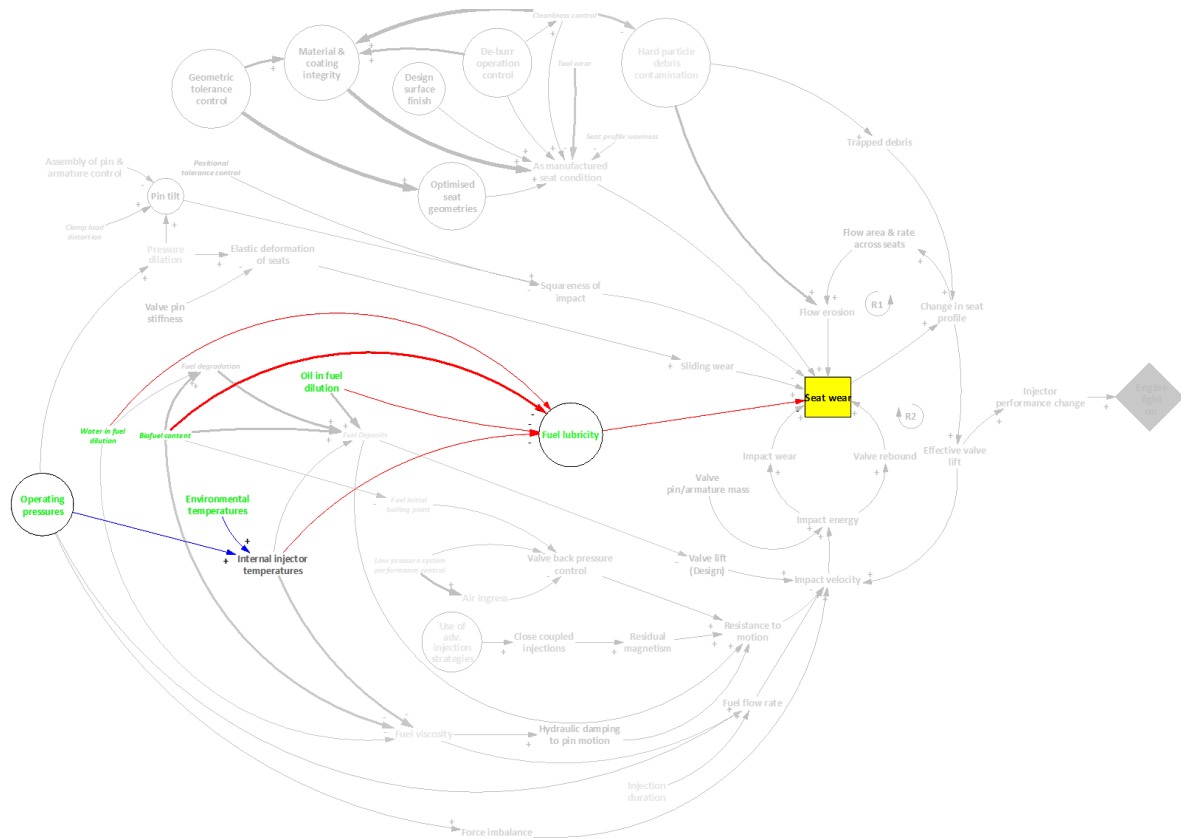 Cleanliness control
Material &
coating
integrity
De-burr
operation
control
Hard particle
debris
contamination
Geometric
tolerance
control
Design
surface
finish
Tool wear
Seat profile waviness
Trapped debris
Assembly of pin &
armature control
Positional
tolerance control
As manufactured
seat condition
Pin tilt
Optimised
seat
geometries
Clamp load
distortion
Pressure
dilation
Elastic deformation
of seats
Flow area & rate
across seats
Valve pin
stiffness
Squareness of
impact
R1
Flow erosion
Change in seat
profile
Fuel degradation
Sliding wear
Oil in fuel
dilution
Seat wear
Injector
performance change
Engine
light
on
R2
Water in fuel
dilution
Biofuel content
Fuel Deposits
Fuel lubricity
Impact wear
Valve rebound
Effective valve
lift
Operating
pressures
Environmental
temperatures
Fuel initial
boiling point
Valve
pin/armature mass
Impact energy
Internal injector
temperatures
Low pressure system
performance control
Valve back pressure
control
Valve lift
(Design)
Impact velocity
Air ingress
Use of
adv.
injection
strategies
Close coupled
injections
Residual
magnetism
Resistance to
motion
Fuel flow rate
Fuel viscosity
Hydraulic damping
to pin motion
Injection
duration
Force imbalance